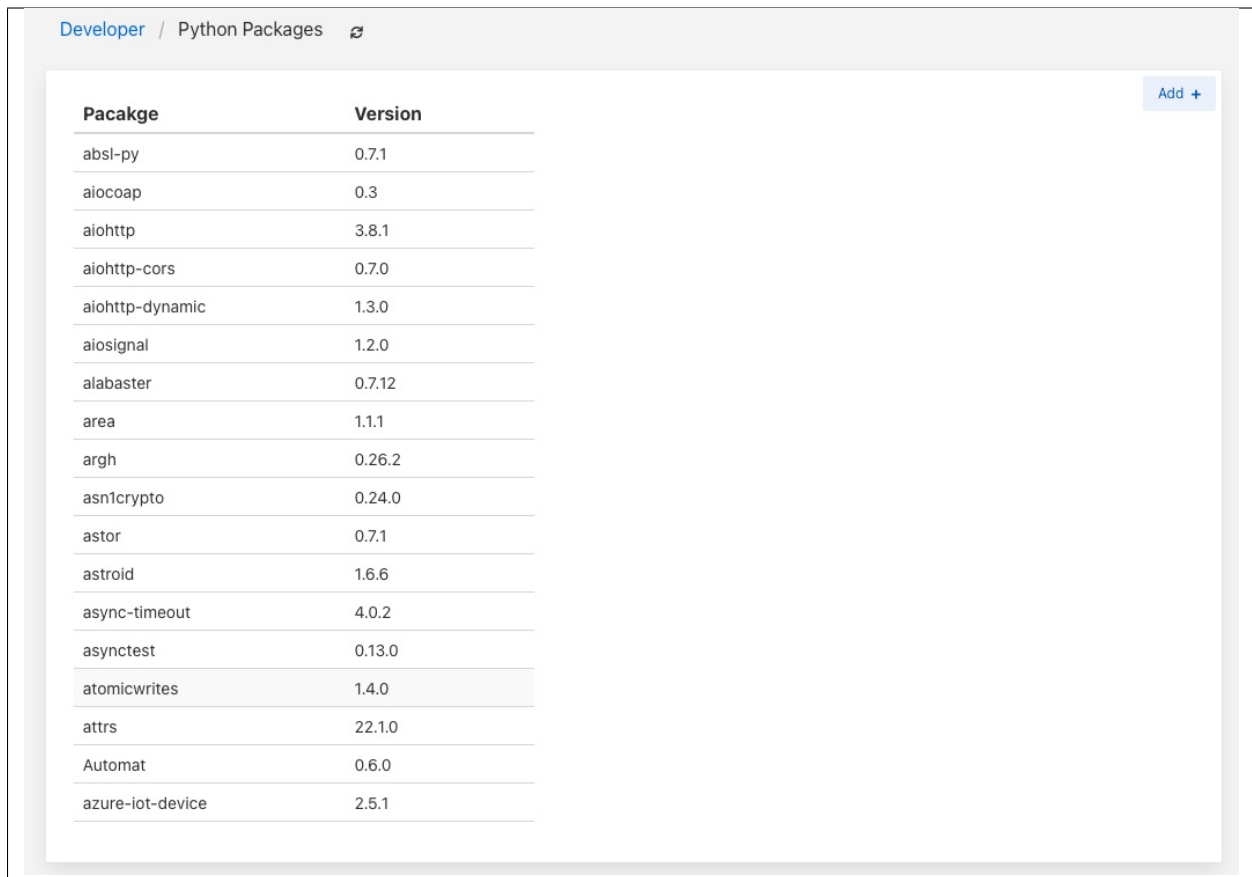 Developer / Python Packages
Add +
Pacakge Version
absl-py 0.7.1
aiocoap 0.3
aiohttp 3.8.1
aiohttp-cors 0.7.0
aiohttp-dynamic 1.3.0
aiosignal 1.2.0
alabaster 0.7.12
area 1.1.1
argh 0.26.2
asn1crypto 0.24.0
astor 0.7.1
astroid 1.6.6
async-timeout 4.0.2
asynctest 0.13.0
atomicwrites 1.4.0
attrs 22.1.0
Automat 0.6.0
azure-iot-device 2.5.1